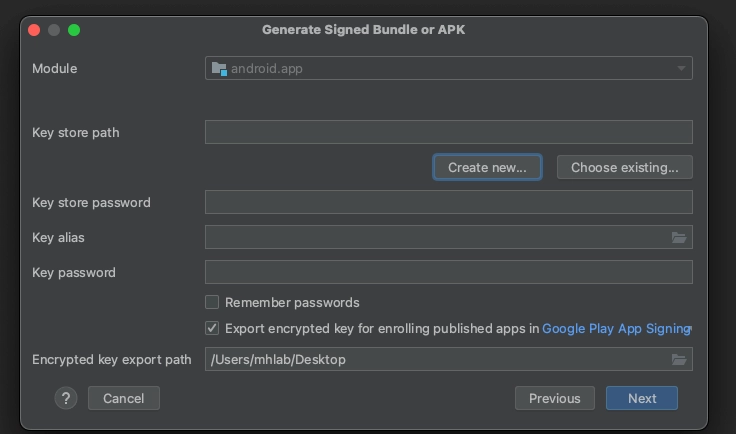 Generate Signed Bundle or APK
Module android.app
Key store path
Create new... Choose existing...
Key store password
Key alias
Key password
Remember passwords
Export encrypted key for enrolling published apps in Google Play App Signing
Encrypted key export path /Users/mhlab/Desktop
? Cancel Previous Next